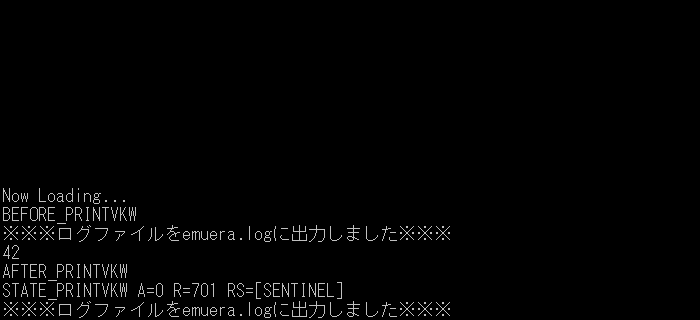 Now Loading...
BEFORE_PRINTVKW
※※※ログファイルをemuera.logに出力しました※※※
42
AFTER_PRINTVKW
STATE_PRINTVKW A=0 R=701 RS=[SENTINEL]
※※※ログファイルをemuera.logに出力しました※※※